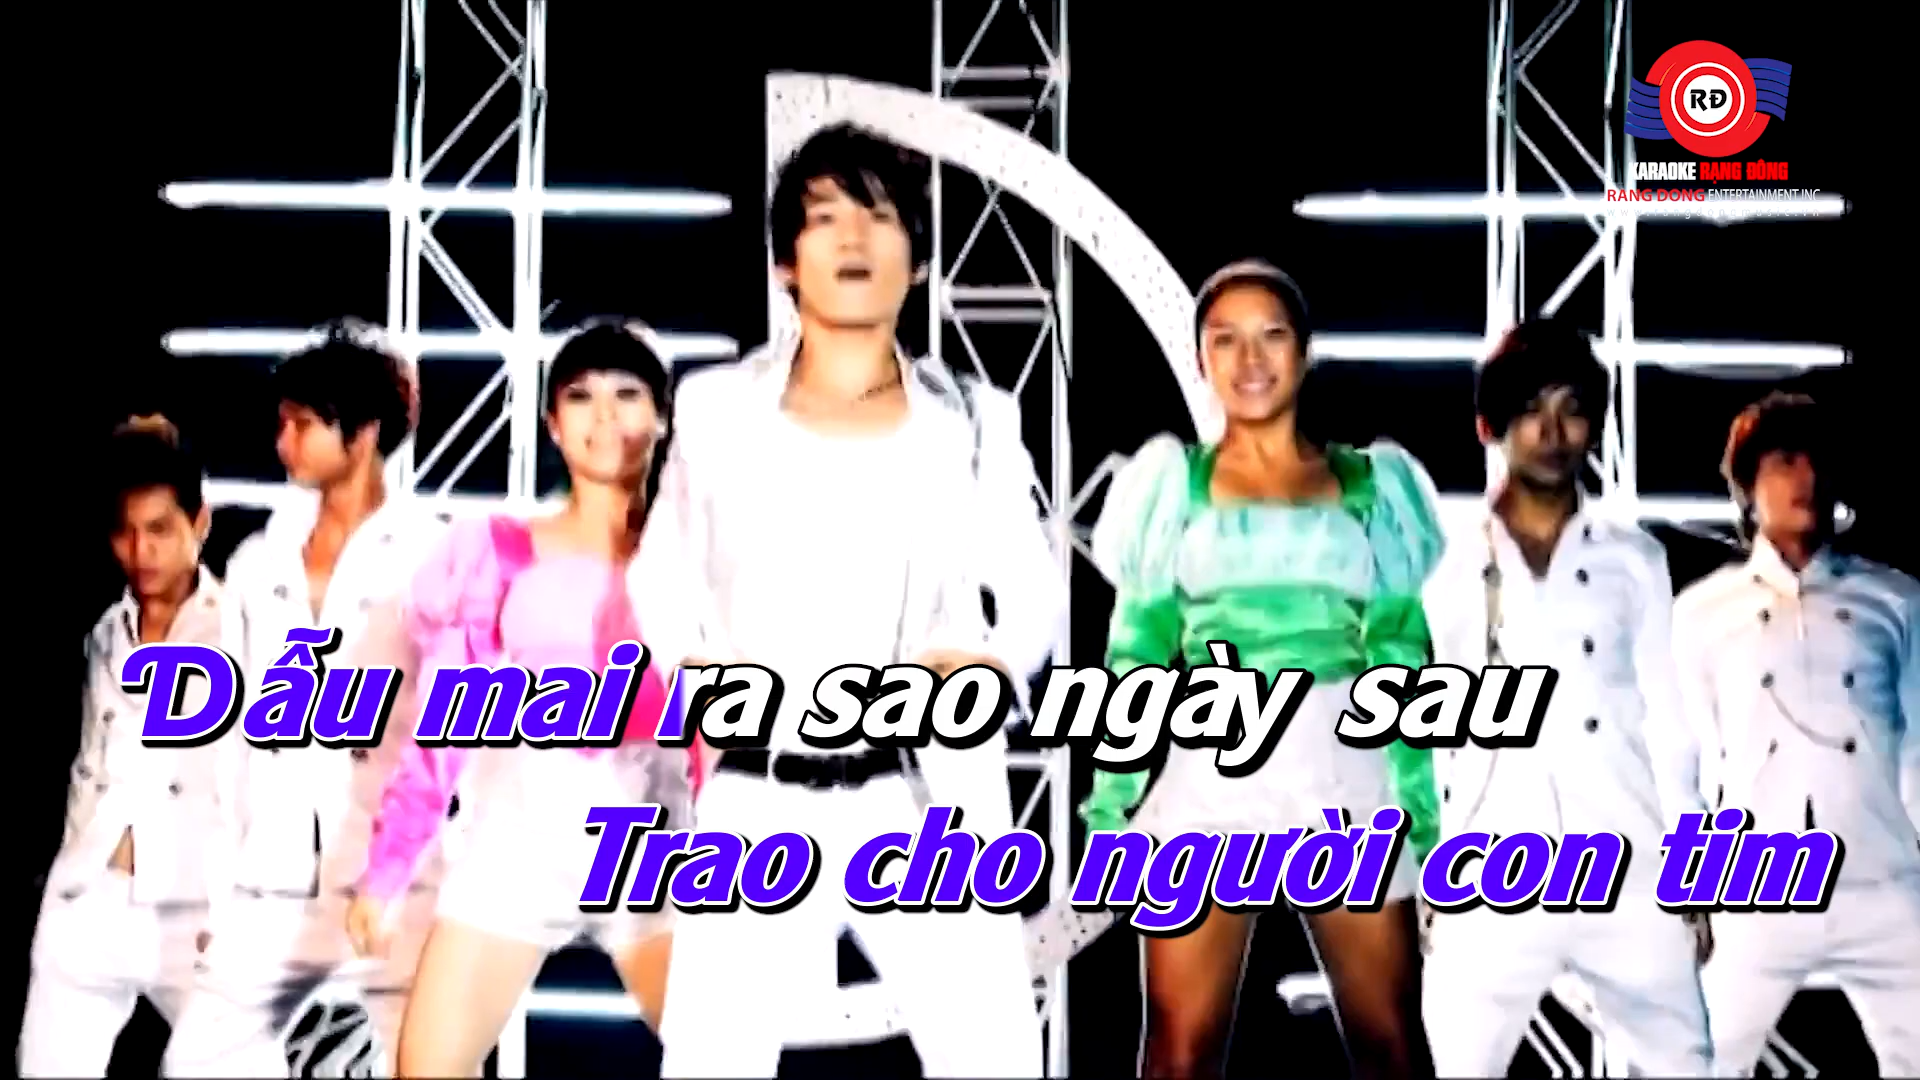 RĐ
KARAOKE RẠNG ĐÔNG
RANG DONG ENTERTAINMENT INC
Dẫu mai ra sao ngày sau
Trao cho người con tim